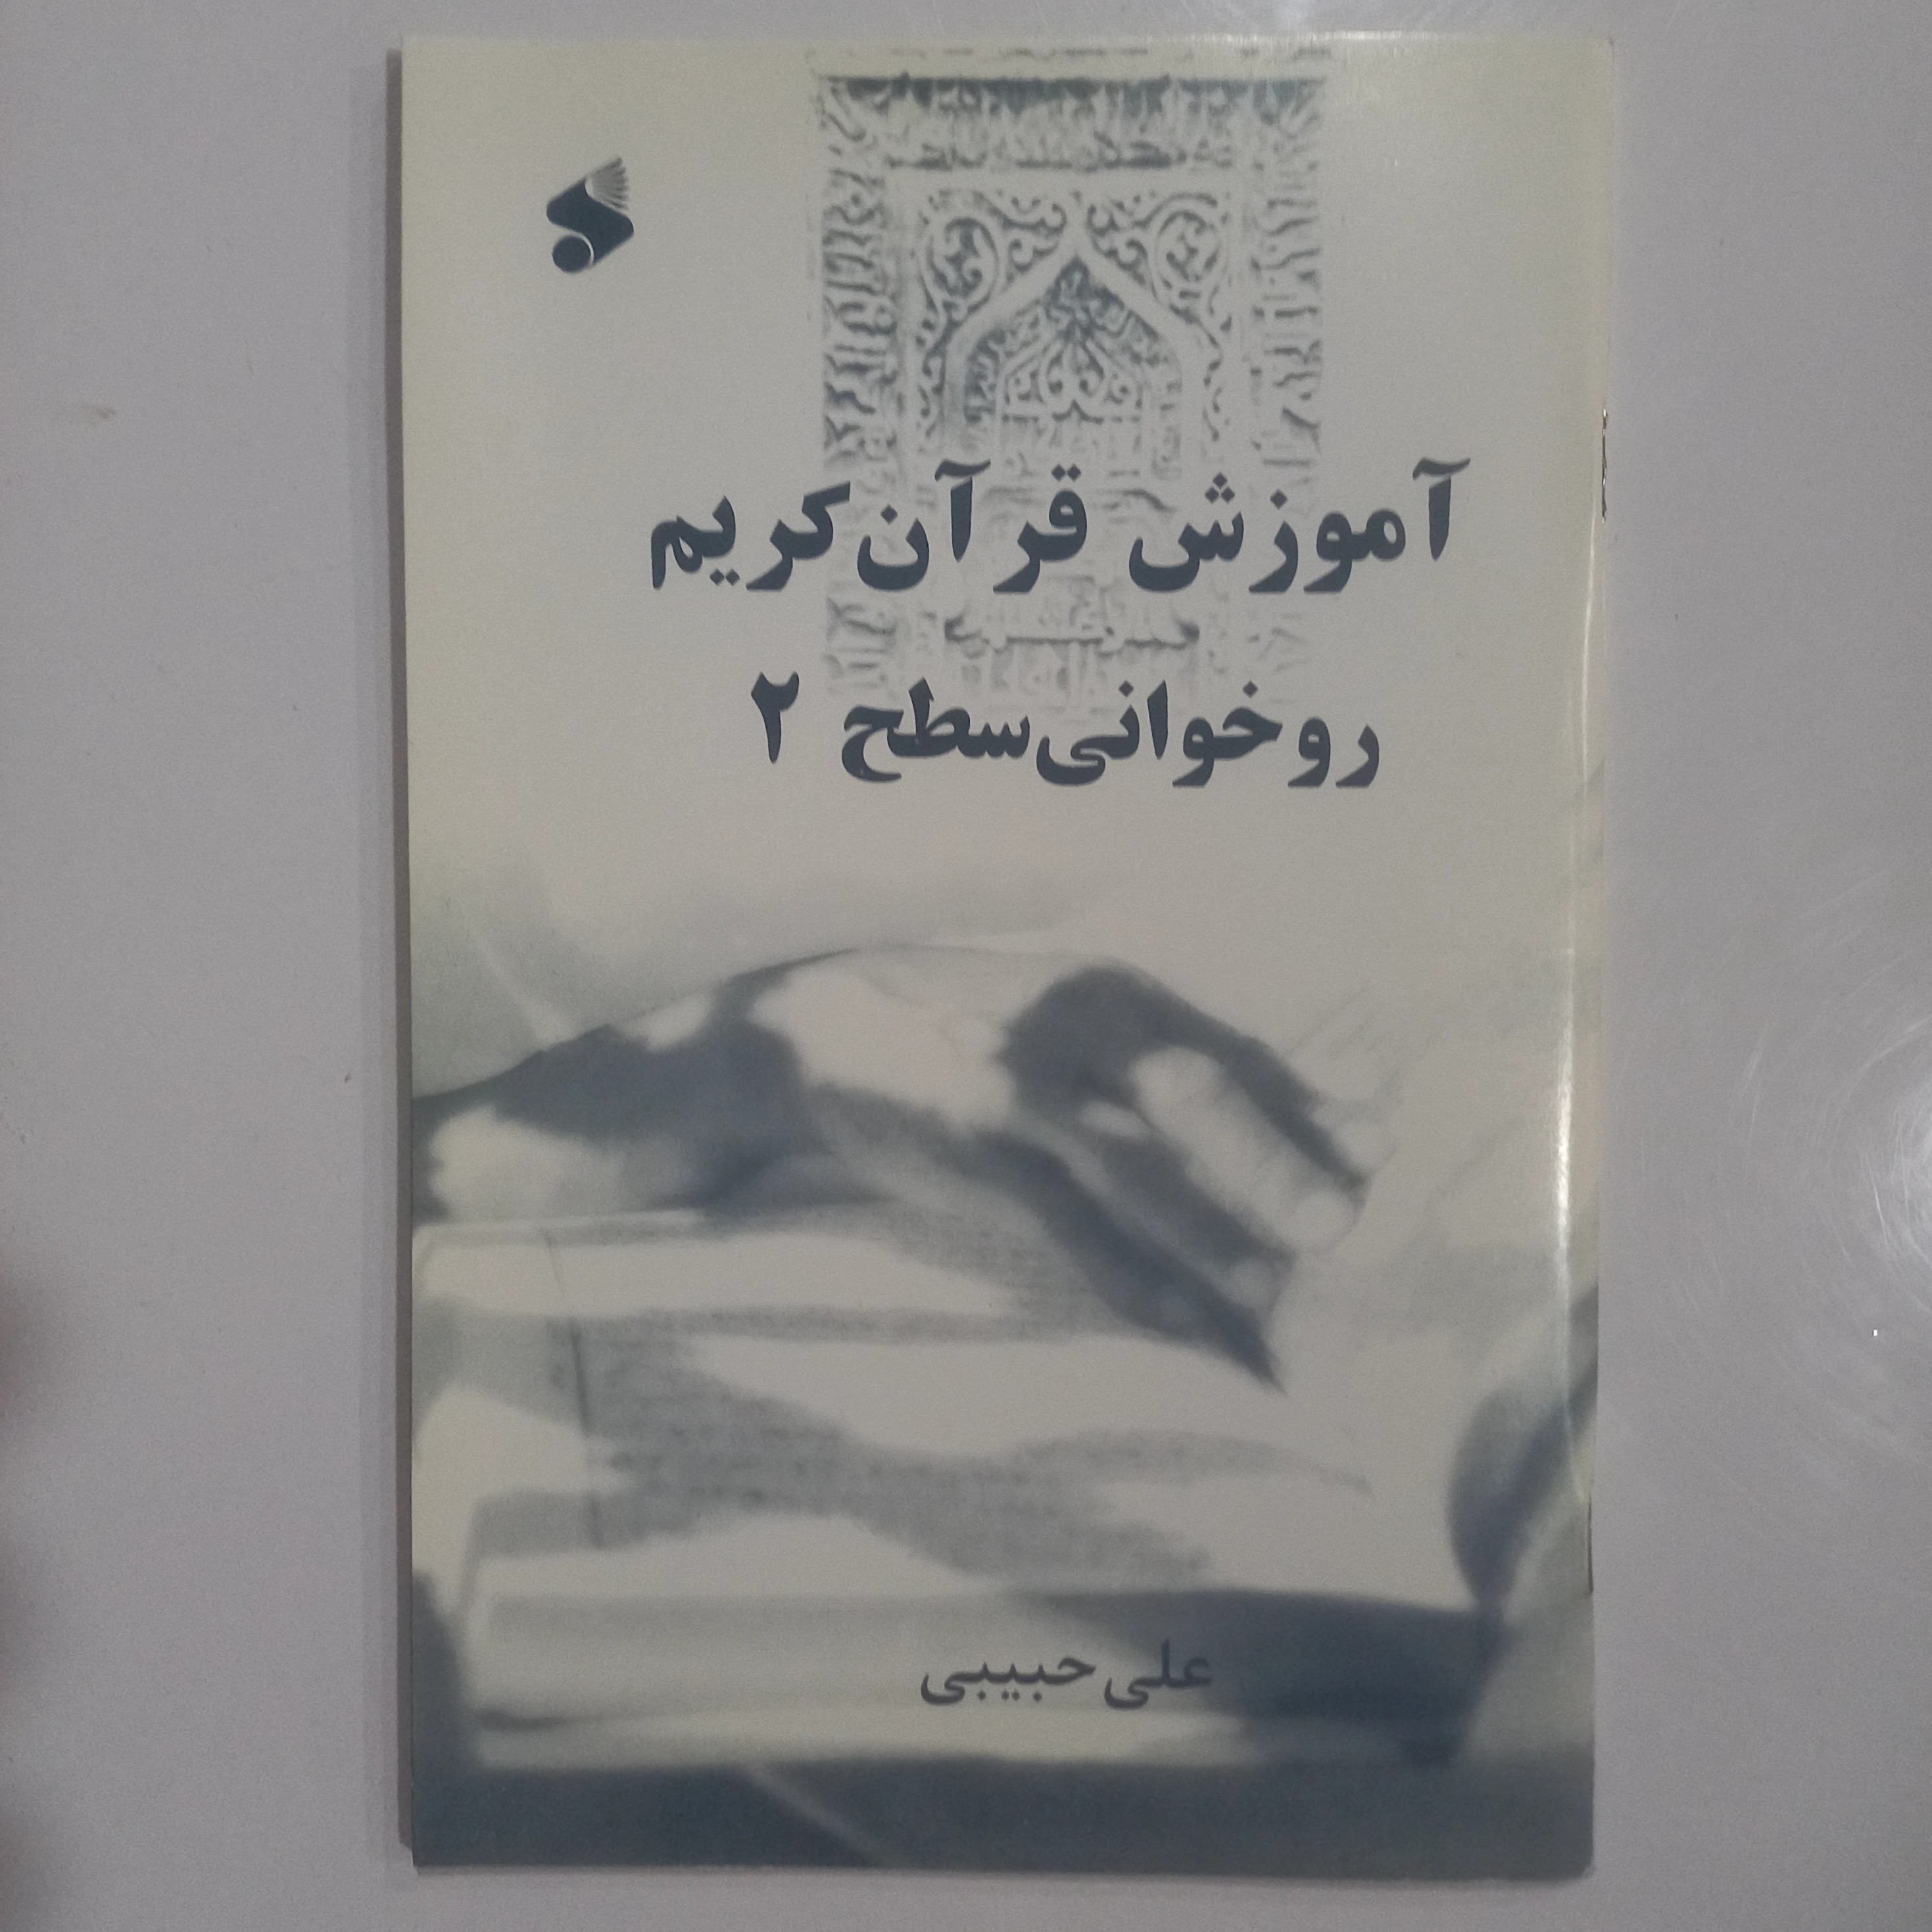 آموزش قرآن کریم
روخوانی سطح ۲
علی حبیبی